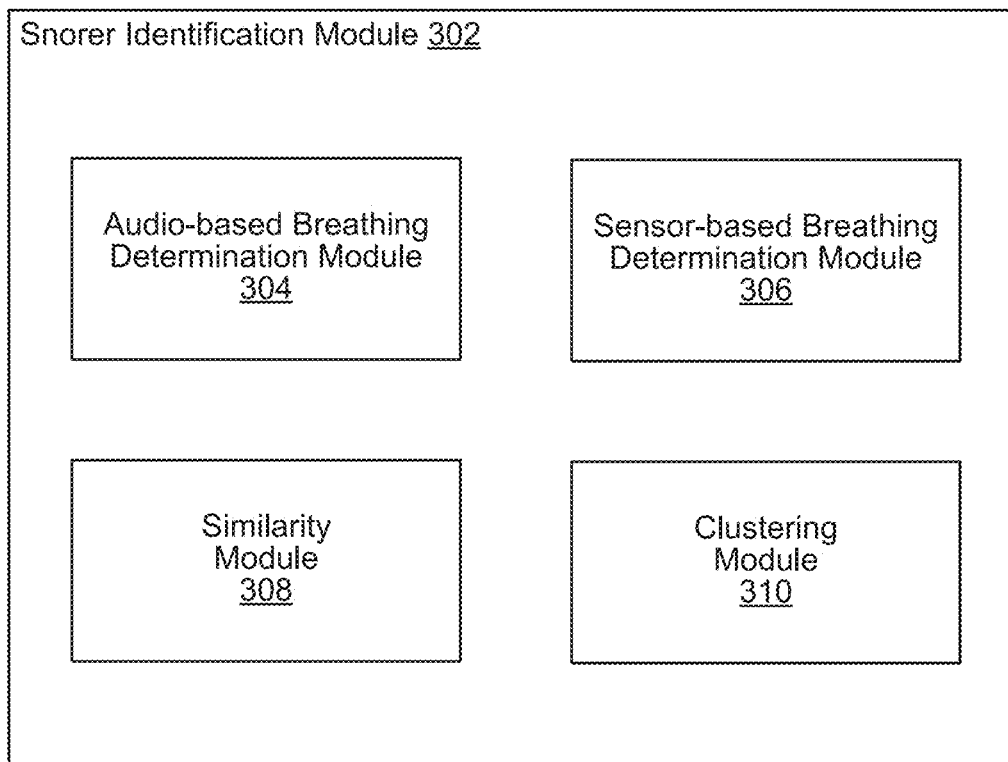 Snorer Identification Module 302
Audio-based Breathing
Determination Module
304
Sensor-based Breathing
Determination Module
306
Similarity
Module
308
Clustering
Module
310